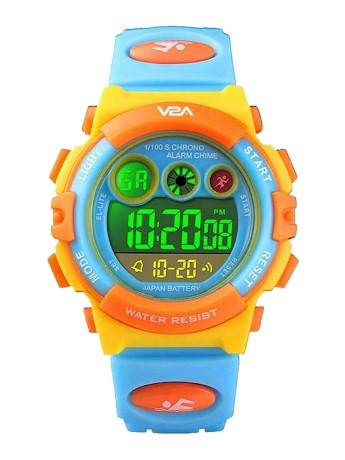 V2A
1/100 S CHRONO
ALARM CHIME
LIGHT
START
EL-LITE
START
SA
PM
10:20 08
10-20
MODE
SET
RESET
RESET
JAPAN BATTERY
WATER RESIST